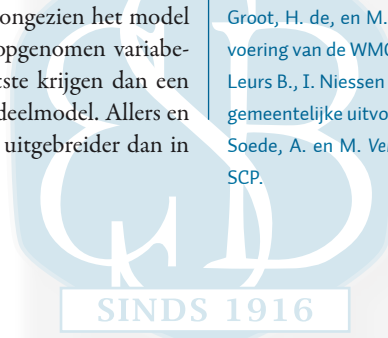 ongezien het model
opgenomen variabe-
tste krijgen dan een
deelmodel. Allers en
uitgebreider dan in
Groot, H. de, en M.
voering van de WMO
Leurs B., I. Niessen
gemeentelijke uitvo
Soede, A. en M. Ve
SCP.
SINDS 1916